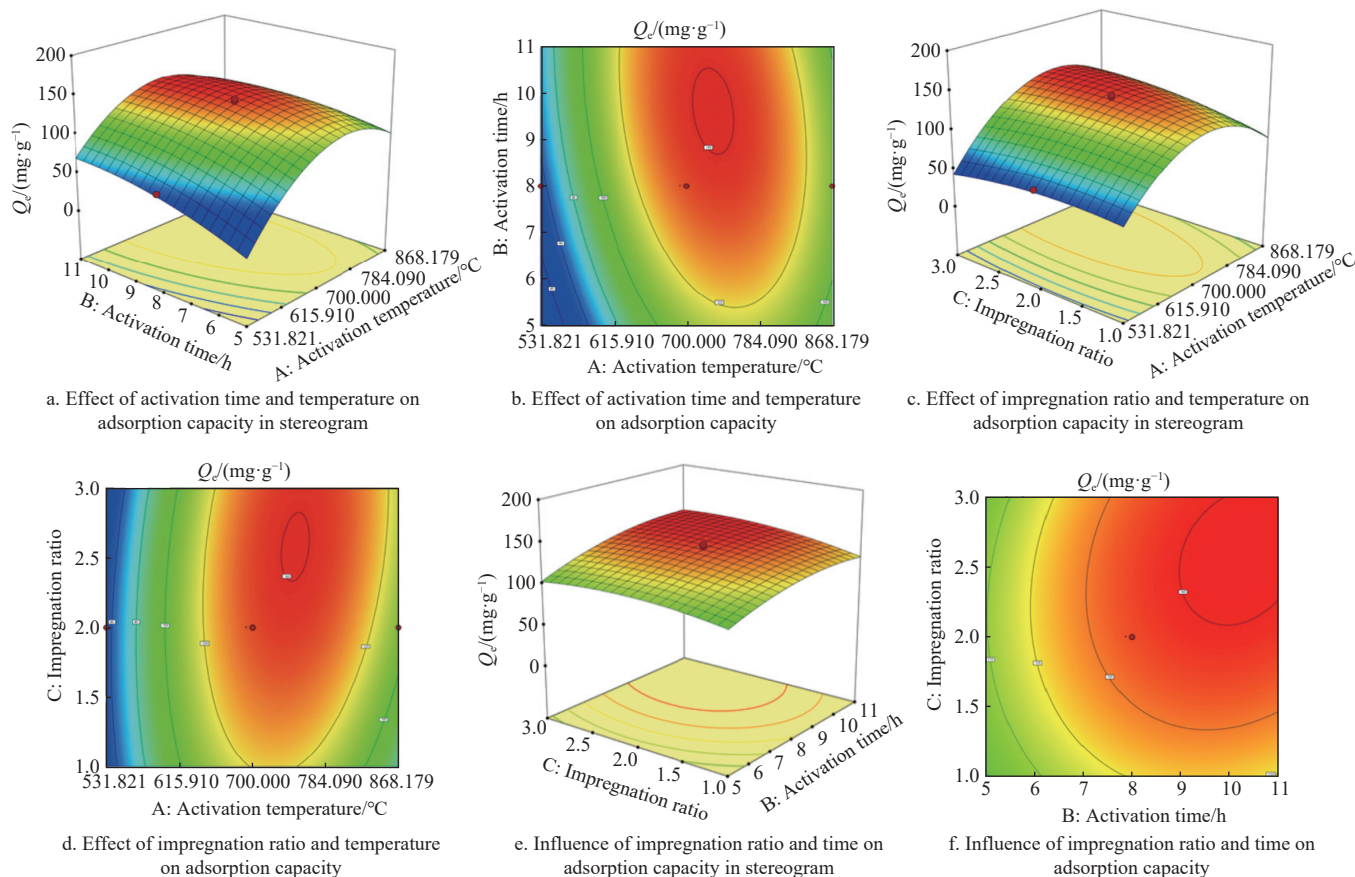 200
150
100
50
0
Qe/(mg·g−1)
11
10
9
8
7
6
5
B: Activation time/h
868.179
784.090
700.000
615.910
531.821
A: Activation temperature/°C
a. Effect of activation time and temperature on
adsorption capacity in stereogram
Qe/(mg·g−1)
11
10
9
8
7
6
5
B: Activation time/h
531.821 615.910 700.000 784.090 868.179
A: Activation temperature/°C
b. Effect of activation time and temperature
on adsorption capacity
200
150
100
50
0
Qe/(mg·g−1)
3.0
2.5
2.0
1.5
1.0
C: Impregnation ratio
868.179
784.090
700.000
615.910
531.821
A: Activation temperature/°C
c. Effect of impregnation ratio and temperature on
adsorption capacity in stereogram
Qe/(mg·g−1)
3.0
2.5
2.0
1.5
1.0
C: Impregnation ratio
531.821 615.910 700.000 784.090 868.179
A: Activation temperature/°C
d. Effect of impregnation ratio and temperature
on adsorption capacity
200
150
100
50
0
Qe/(mg·g−1)
3.0
2.5
2.0
1.5
1.0
C: Impregnation ratio
11
10
9
8
7
6
5
B: Activation time/h
e. Influence of impregnation ratio and time on
adsorption capacity in stereogram
Qe/(mg·g−1)
3.0
2.5
2.0
1.5
1.0
C: Impregnation ratio
5 6 7 8 9 10 11
B: Activation time/h
f. Influence of impregnation ratio and time on
adsorption capacity